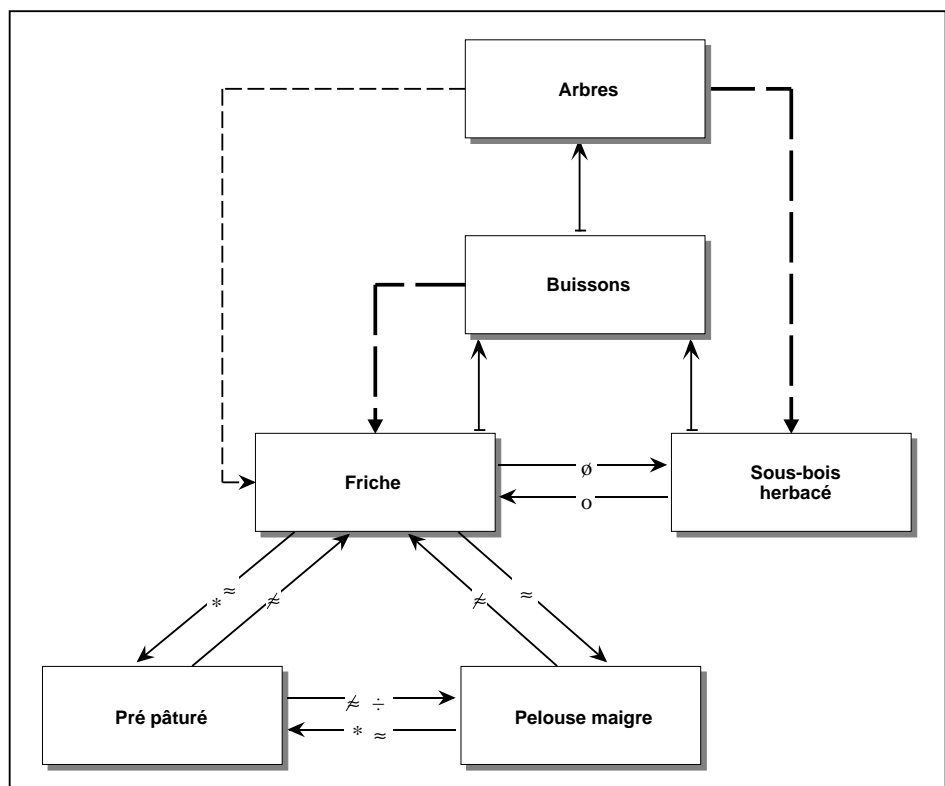 Arbres
Buissons
Friche
ø
o
Sous-bois
herbacé
* ≈
≉
≉
≈
Pré pâturé
≉ ÷
* ≈
Pelouse maigre